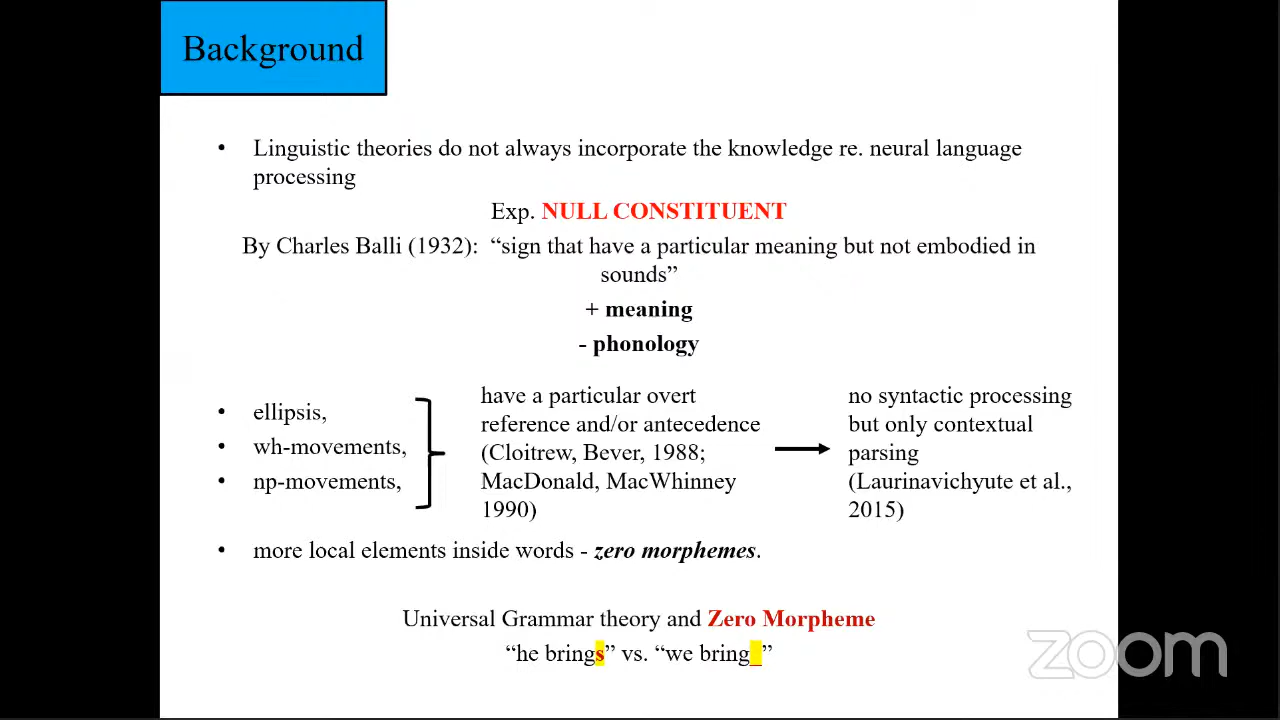 Background
• Linguistic theories do not always incorporate the knowledge re. neural language
processing
Exp. NULL CONSTITUENT
By Charles Balli (1932): “sign that have a particular meaning but not embodied in
sounds”
+ meaning
- phonology
• ellipsis,
• wh-movements,
• np-movements,
have a particular overt
reference and/or antecedence
(Cloitrew, Bever, 1988;
MacDonald, MacWhinney
1990)
no syntactic processing
but only contextual
parsing
(Laurinavichyute et al.,
2015)
• more local elements inside words - zero morphemes.
Universal Grammar theory and Zero Morpheme
“he brings” vs. “we bring_”
zoom